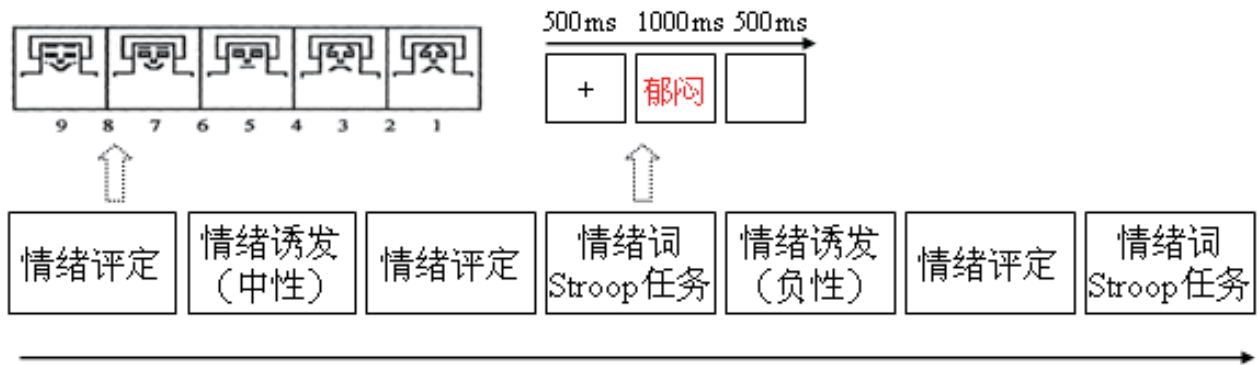 500ms 1000ms 500ms
+ 郁闷
9 8 7 6 5 4 3 2 1
情绪评定
情绪诱发
（中性）
情绪评定
情绪词
Stroop任务
情绪诱发
（负性）
情绪评定
情绪词
Stroop任务